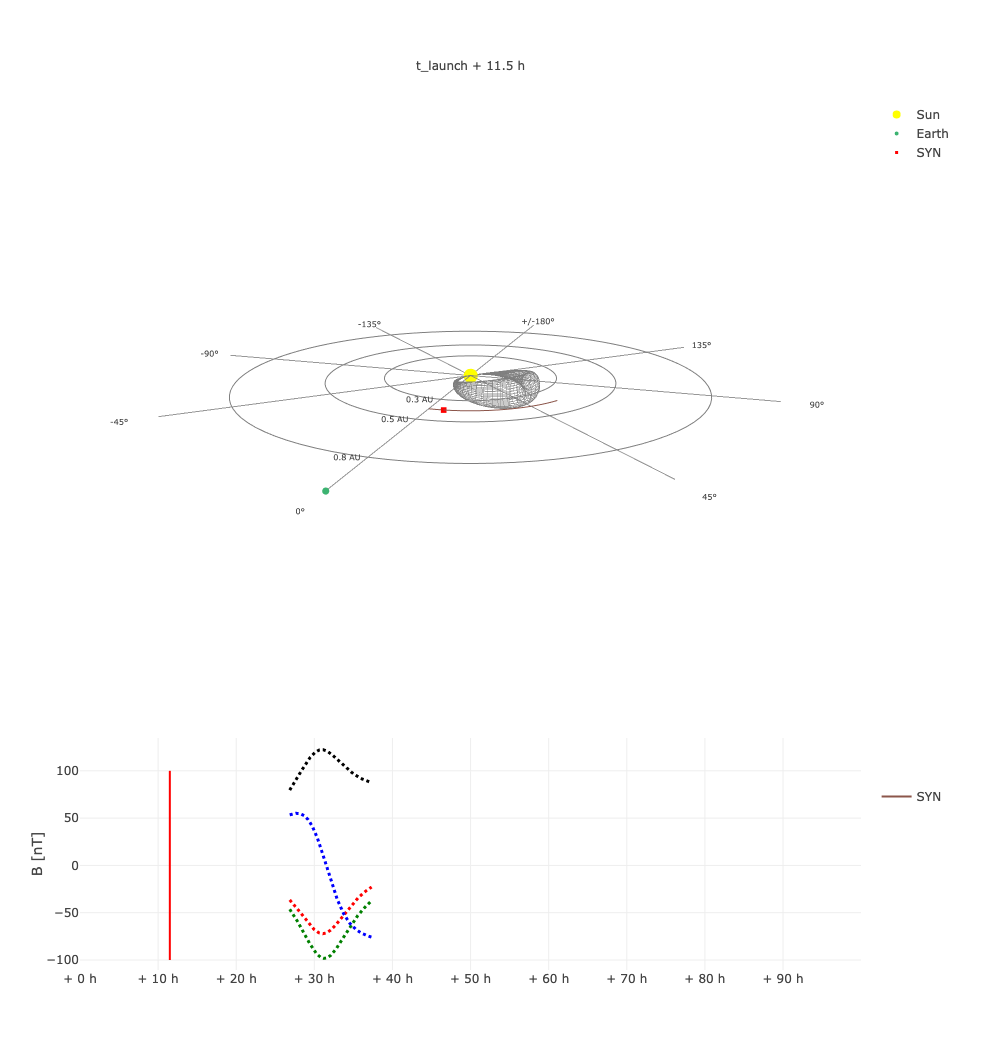 t_launch + 11.5 h
Sun
Earth
SYN
-135°
+/-180°
-90°
135°
0.3 AU
90°
0.5 AU
-45°
0.8 AU
45°
0°
100
50
0
−50
−100
B [nT]
SYN
+ 0 h
+ 10 h
+ 20 h
+ 30 h
+ 40 h
+ 50 h
+ 60 h
+ 70 h
+ 80 h
+ 90 h